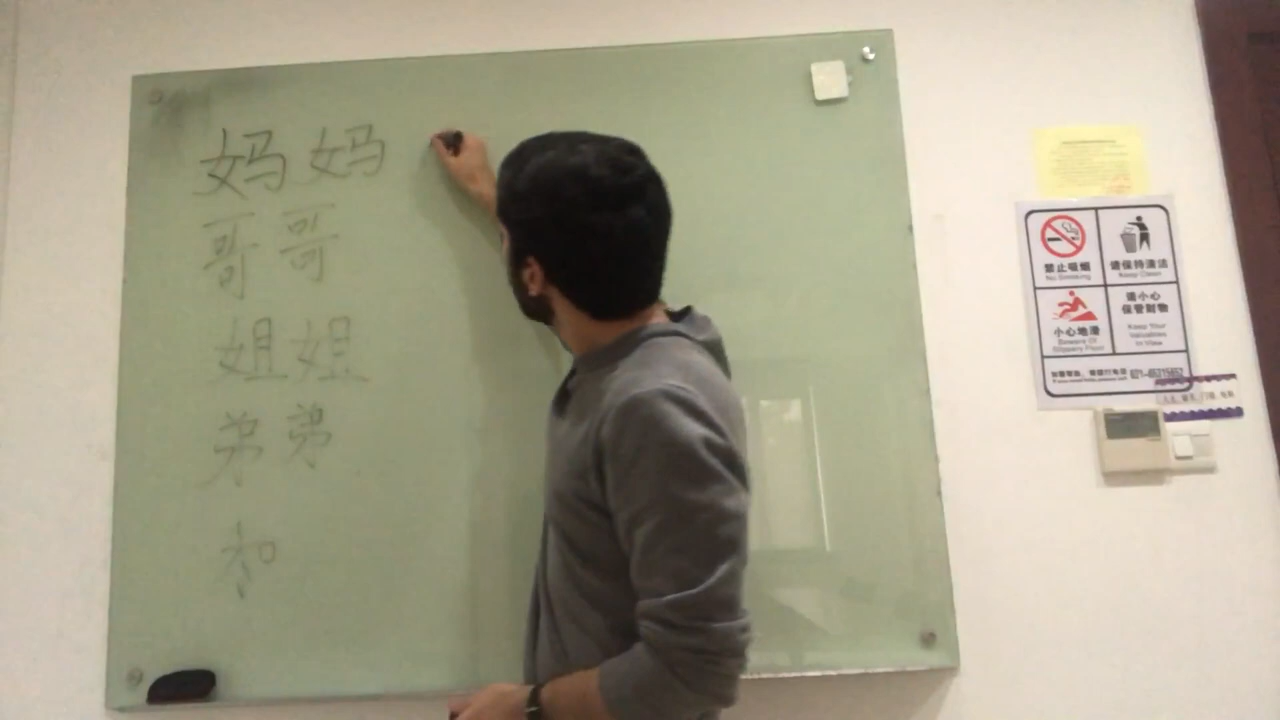 妈妈
哥哥
姐姐
弟弟
和
禁止吸烟
No Smoking
请保持清洁
Keep Clean
小心地滑
Beware Of
Slippery Floor
请小心
保管财物
Keep Your
Valuables
In View